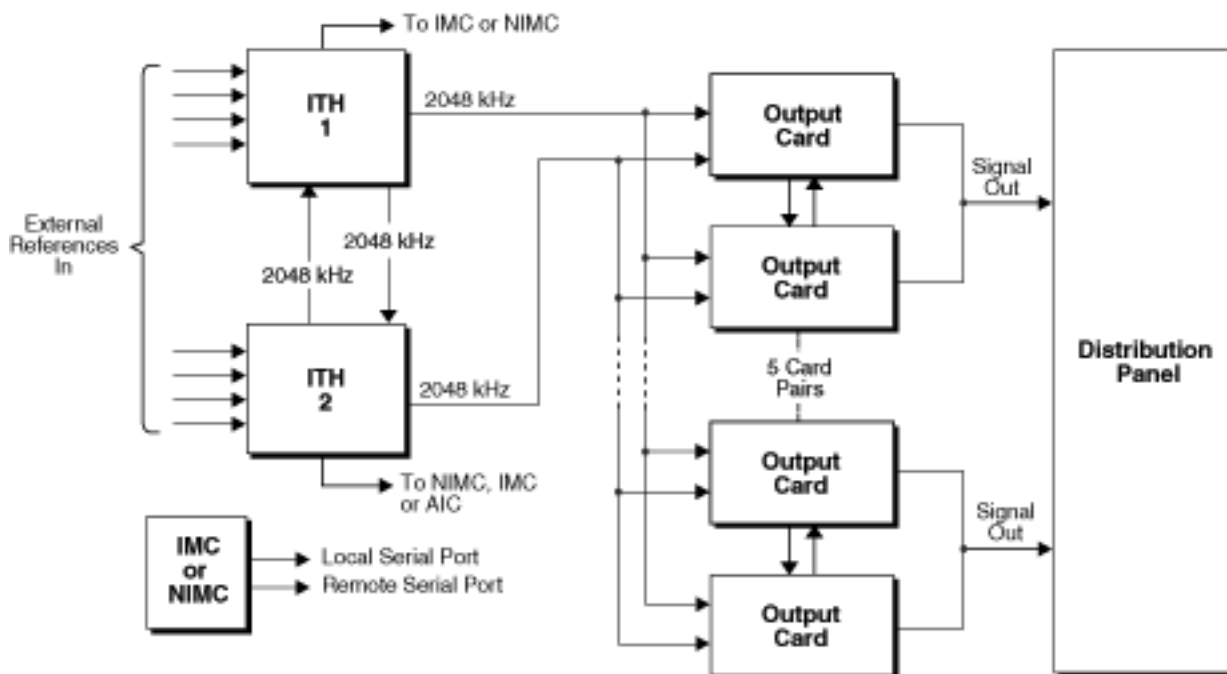 To IMC or NIMC
ITH
1
2048 kHz
Output
Card
Signal
Out
External
References
In
2048 kHz
2048 kHz
Output
Card
ITH
2
2048 kHz
5 Card
Pairs
Distribution
Panel
Output
Card
To NIMC, IMC
or AIC
Signal
Out
IMC
or
NIMC
Local Serial Port
Remote Serial Port
Output
Card